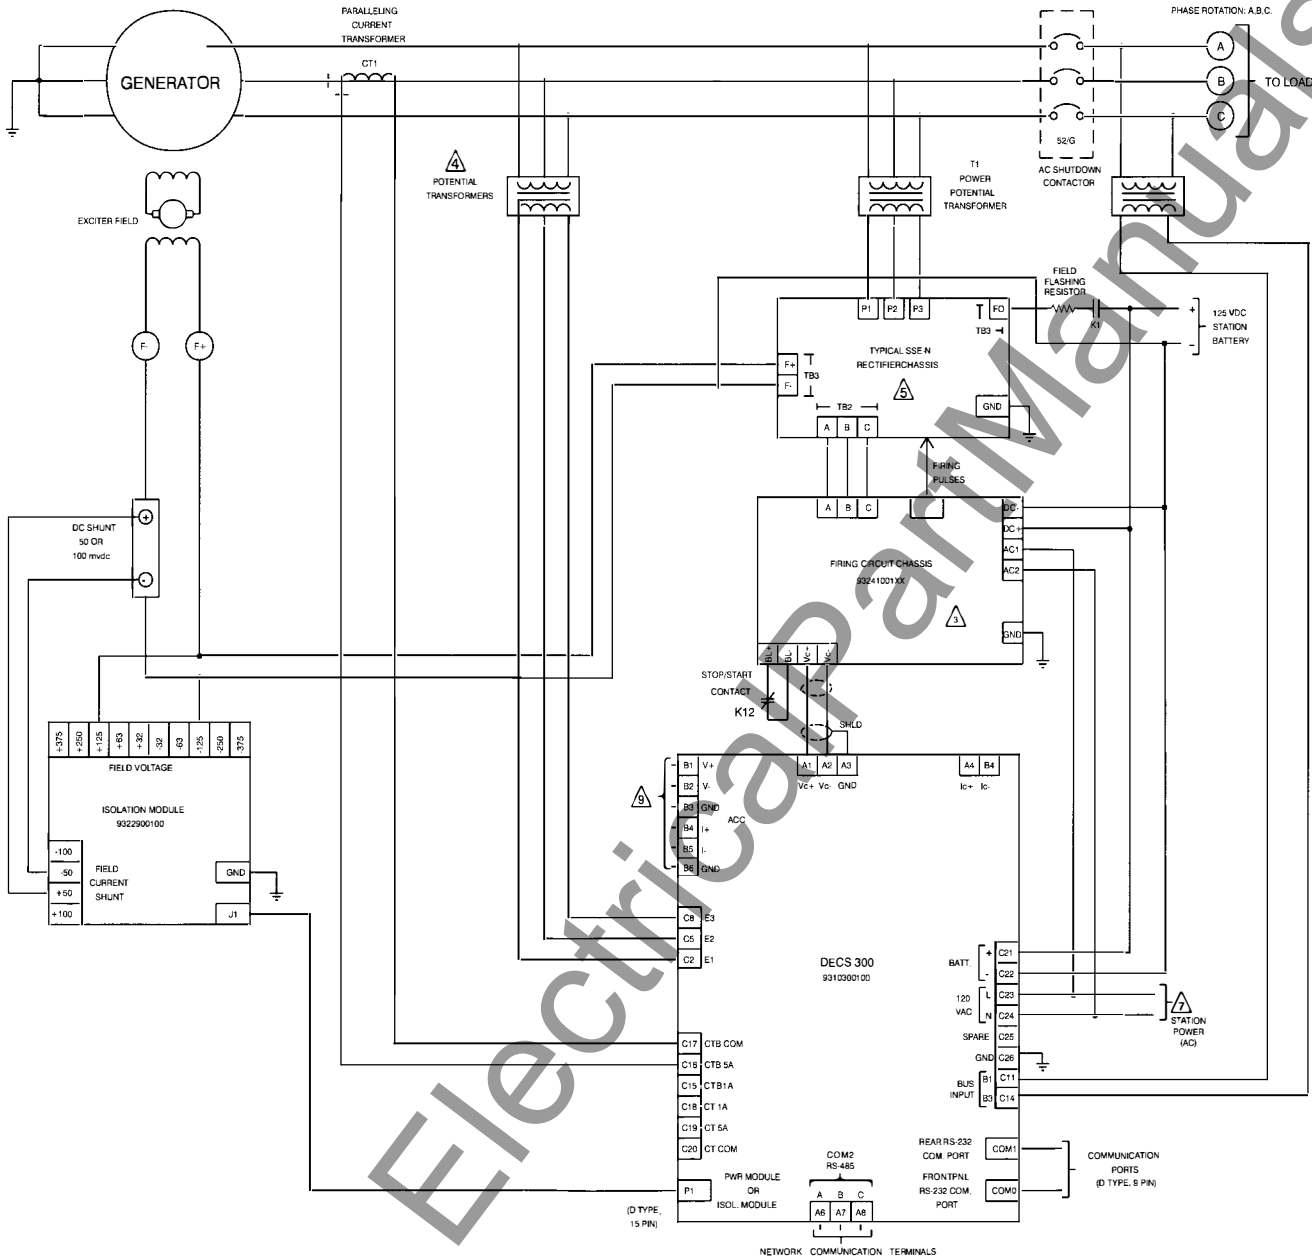 PARALLELING
CURRENT
TRANSFORMER
PHASE ROTATION: A,B,C.
GENERATOR
CT1
A
B
C
TO LOAD
52/G
AC SHUTDOWN
CONTACTOR
4
POTENTIAL
TRANSFORMERS
T1
POWER
POTENTIAL
TRANSFORMER
EXCITER FIELD
FIELD
FLASHING
RESISTOR
K1
+
-
125 VDC
STATION
BATTERY
F-
F+
P1
P2
P3
FO
TB3
TYPICAL SSE-N
RECTIFIERCHASSIS
5
F+
F-
TB3
TB2
A
B
C
GND
FIRING
PULSES
A
B
C
DC-
DC+
AC1
AC2
FIRING CIRCUIT CHASSIS
93241001XX
3
GND
BL+
BL-
Vc+
Vc-
+
-
DC SHUNT
50 OR
100 mvdc
STOP/START
CONTACT
K12
SHLD
+375
+250
+125
+63
+32
-32
-63
-125
-250
-375
FIELD VOLTAGE
ISOLATION MODULE
9322900100
-100
-50
+50
+100
FIELD
CURRENT
SHUNT
GND
J1
9
B1 V+
B2 V-
B3 GND
B4 I+
B5 I-
B6 GND
ACC
A1 A2 A3
Vc+ Vc- GND
A4 B4
Ic+ Ic-
C8 E3
C5 E2
C2 E1
DECS 300
9310300100
BATT.
+ C21
- C22
120
VAC
L C23
N C24
SPARE C25
GND C26
BUS
INPUT
B1 C11
B3 C14
7
STATION
POWER
(AC)
C17 CTB COM
C16 CTB 5A
C15 CTB1A
C18 CT 1A
C19 CT 5A
C20 CT COM
P1
PWR MODULE
OR
ISOL. MODULE
(D TYPE,
15 PIN)
COM2
RS-485
A B C
A6 A7 A8
NETWORK COMMUNICATION TERMINALS
REAR RS-232
COM. PORT
COM1
FRONTPNL
RS-232 COM,
PORT
COM0
COMMUNICATION
PORTS
(D TYPE. 9 PIN)
ElectricalPartManuals